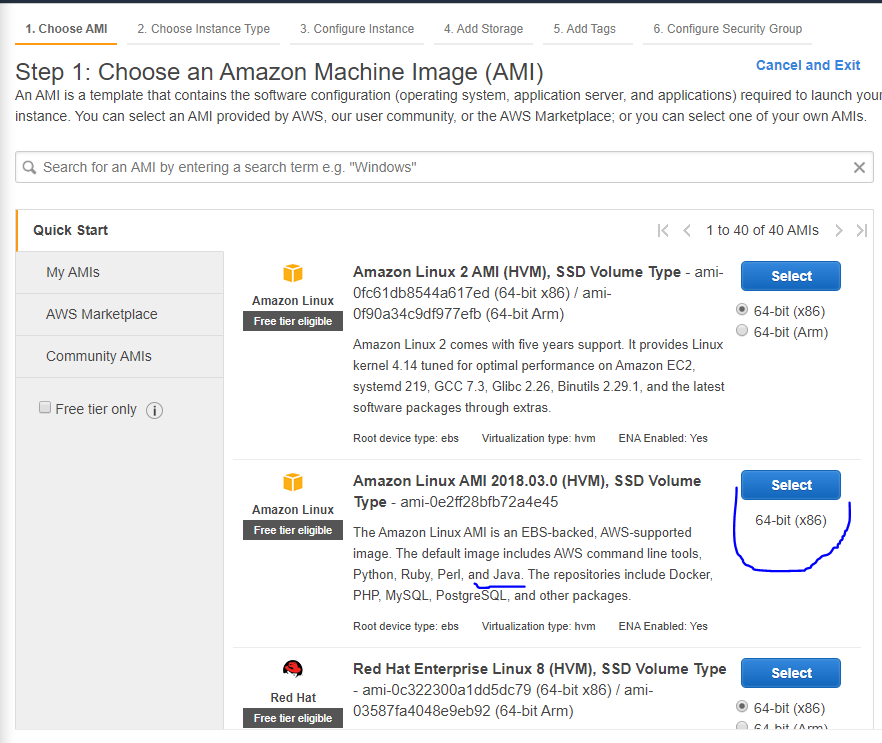 1. Choose AMI 2. Choose Instance Type 3. Configure Instance 4. Add Storage 5. Add Tags 6. Configure Security Group
Step 1: Choose an Amazon Machine Image (AMI)
Cancel and Exit
An AMI is a template that contains the software configuration (operating system, application server, and applications) required to launch your
instance. You can select an AMI provided by AWS, our user community, or the AWS Marketplace; or you can select one of your own AMIs.
Search for an AMI by entering a search term e.g. "Windows"
Quick Start
My AMIs
AWS Marketplace
Community AMIs
Free tier only
1 to 40 of 40 AMIs
Amazon Linux
Free tier eligible
Amazon Linux 2 AMI (HVM), SSD Volume Type - ami-
0fc61db8544a617ed (64-bit x86) / ami-
0f90a34c9df977efb (64-bit Arm)
Amazon Linux 2 comes with five years support. It provides Linux
kernel 4.14 tuned for optimal performance on Amazon EC2,
systemd 219, GCC 7.3, Glibc 2.26, Binutils 2.29.1, and the latest
software packages through extras.
Root device type: ebs Virtualization type: hvm ENA Enabled: Yes
Select
64-bit (x86)
64-bit (Arm)
Amazon Linux
Free tier eligible
Amazon Linux AMI 2018.03.0 (HVM), SSD Volume
Type - ami-0e2ff28bfb72a4e45
The Amazon Linux AMI is an EBS-backed, AWS-supported
image. The default image includes AWS command line tools,
Python, Ruby, Perl, and Java. The repositories include Docker,
PHP, MySQL, PostgreSQL, and other packages.
Root device type: ebs Virtualization type: hvm ENA Enabled: Yes
Select
64-bit (x86)
Red Hat
Free tier eligible
Red Hat Enterprise Linux 8 (HVM), SSD Volume Type
- ami-0c322300a1dd5dc79 (64-bit x86) / ami-
03587fa4048e9eb92 (64-bit Arm)
Select
64-bit (x86)
64-bit (Arm)